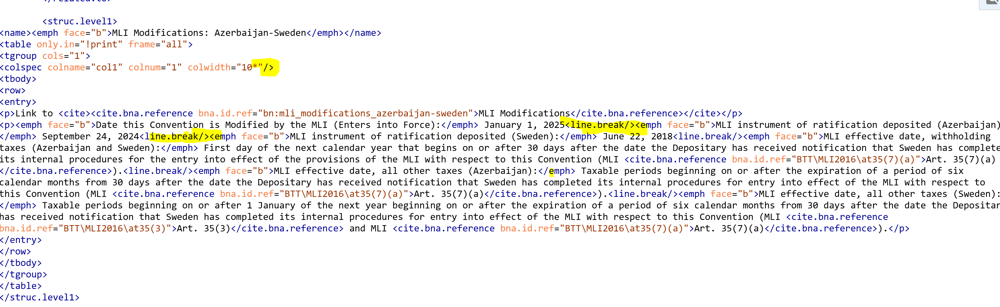 </related.to>
<struc.level1>
<name><emph face="b">MLI Modifications: Azerbaijan-Sweden</emph></name>
<table only.in="!print" frame="all">
<tgroup cols="1">
<colspec colname="col1" colnum="1" colwidth="10*"/>
<tbody>
<row>
<entry>
<p>Link to <cite><cite.bna.reference bna.id.ref="bn:mli_modifications_azerbaijan-sweden">MLI Modifications</cite.bna.reference></cite></p>
<p><emph face="b">Date this Convention is Modified by the MLI (Enters into Force):</emph> January 1, 2025<line.break/><emph face="b">MLI instrument of ratification deposited (Azerbaijan)
</emph> September 24, 2024<line.break/><emph face="b">MLI instrument of ratification deposited (Sweden):</emph> June 22, 2018<line.break/><emph face="b">MLI effective date, withholding
taxes (Azerbaijan and Sweden):</emph> First day of the next calendar year that begins on or after 30 days after the date the Depositary has received notification that Sweden has complete
its internal procedures for the entry into effect of the provisions of the MLI with respect to this Convention (MLI <cite.bna.reference bna.id.ref="BTT\MLI2016\at35(7)(a)">Art. 35(7)(a)
</cite.bna.reference>).<line.break/><emph face="b">MLI effective date, all other taxes (Azerbaijan):</emph> Taxable periods beginning on or after the expiration of a period of six
calendar months from 30 days after the date the Depositary has received notification that Sweden has completed its internal procedures for entry into effect of the MLI with respect to
this Convention (MLI <cite.bna.reference bna.id.ref="BTT\MLI2016\at35(7)(a)">Art. 35(7)(a)</cite.bna.reference>).<line.break/><emph face="b">MLI effective date, all other taxes (Sweden):
</emph> Taxable periods beginning on or after 1 January of the next year beginning on or after the expiration of a period of six calendar months from 30 days after the date the Depositar
has received notification that Sweden has completed its internal procedures for entry into effect of the MLI with respect to this Convention (MLI <cite.bna.reference
bna.id.ref="BTT\MLI2016\at35(3)">Art. 35(3)</cite.bna.reference> and MLI <cite.bna.reference bna.id.ref="BTT\MLI2016\at35(7)(a)">Art. 35(7)(a)</cite.bna.reference>).</p>
</entry>
</row>
</tbody>
</tgroup>
</table>
</struc.level1>